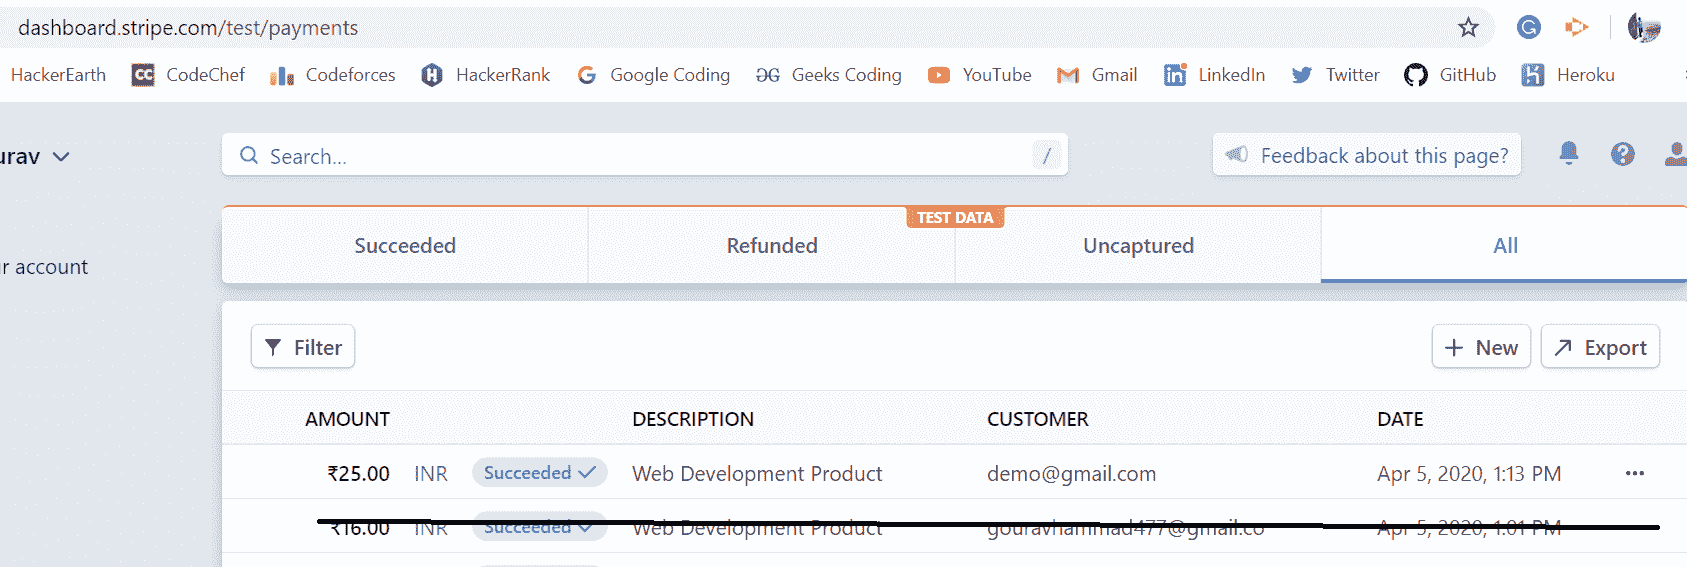 dashboard.stripe.com/test/payments
HackerEarth CodeChef Codeforces HackerRank Google Coding Geeks Coding YouTube Gmail LinkedIn Twitter GitHub Heroku
urav Search... / Feedback about this page?
TEST DATA
Succeeded Refunded Uncaptured All
r account
Filter + New Export
AMOUNT DESCRIPTION CUSTOMER DATE
₹25.00 INR Succeeded ✓ Web Development Product demo@gmail.com Apr 5, 2020, 1:13 PM ...
₹16.00 INR Succeeded ✓ Web Development Product gouravhammad477@gmail.co Apr 5, 2020, 1:01 PM